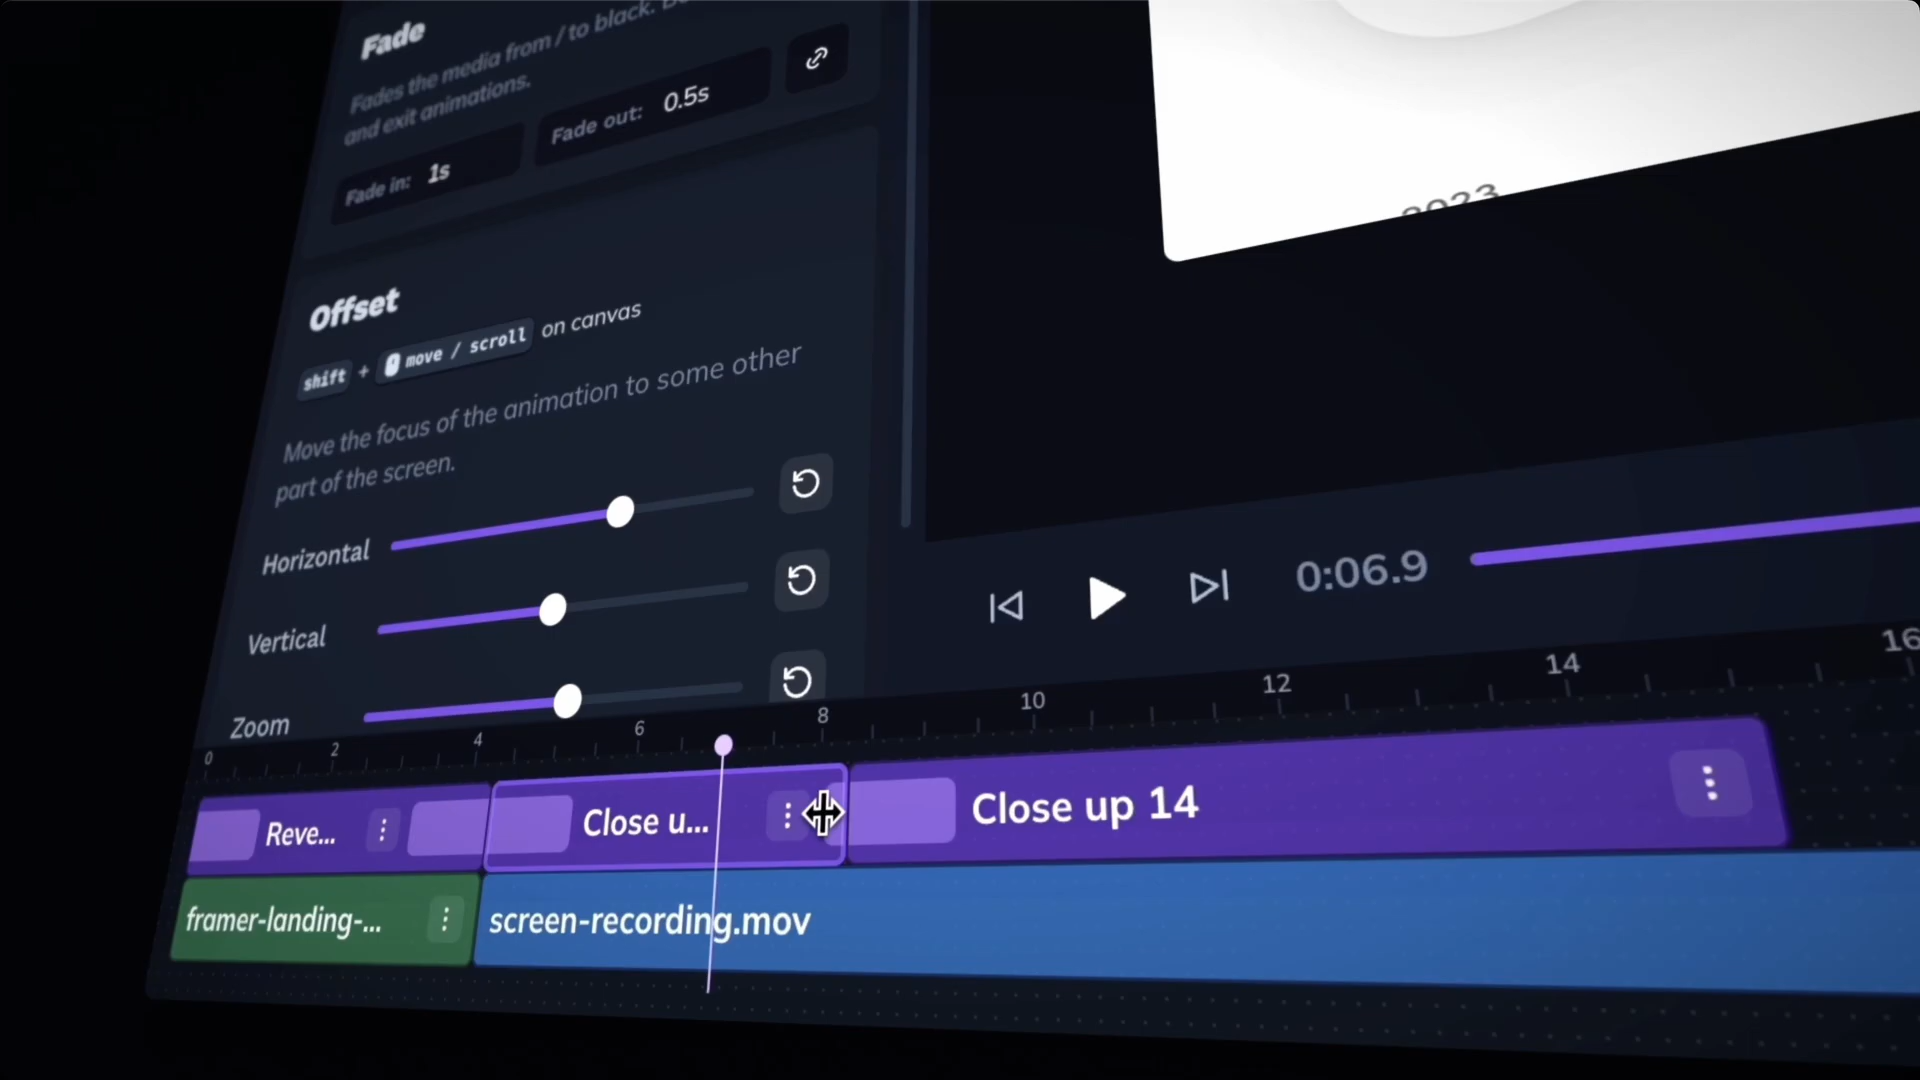 Fade
Fades the media from / to black.
and exit animations.
Fade in: 1s
Fade out: 0.5s
Offset
shift + move / scroll on canvas
Move the focus of the animation to some other
part of the screen.
Horizontal
Vertical
Zoom
2023
0:06.9
0 2 4 6 8 10 12 14 16
Reve...
Close u...
Close up 14
framer-landing-...
screen-recording.mov